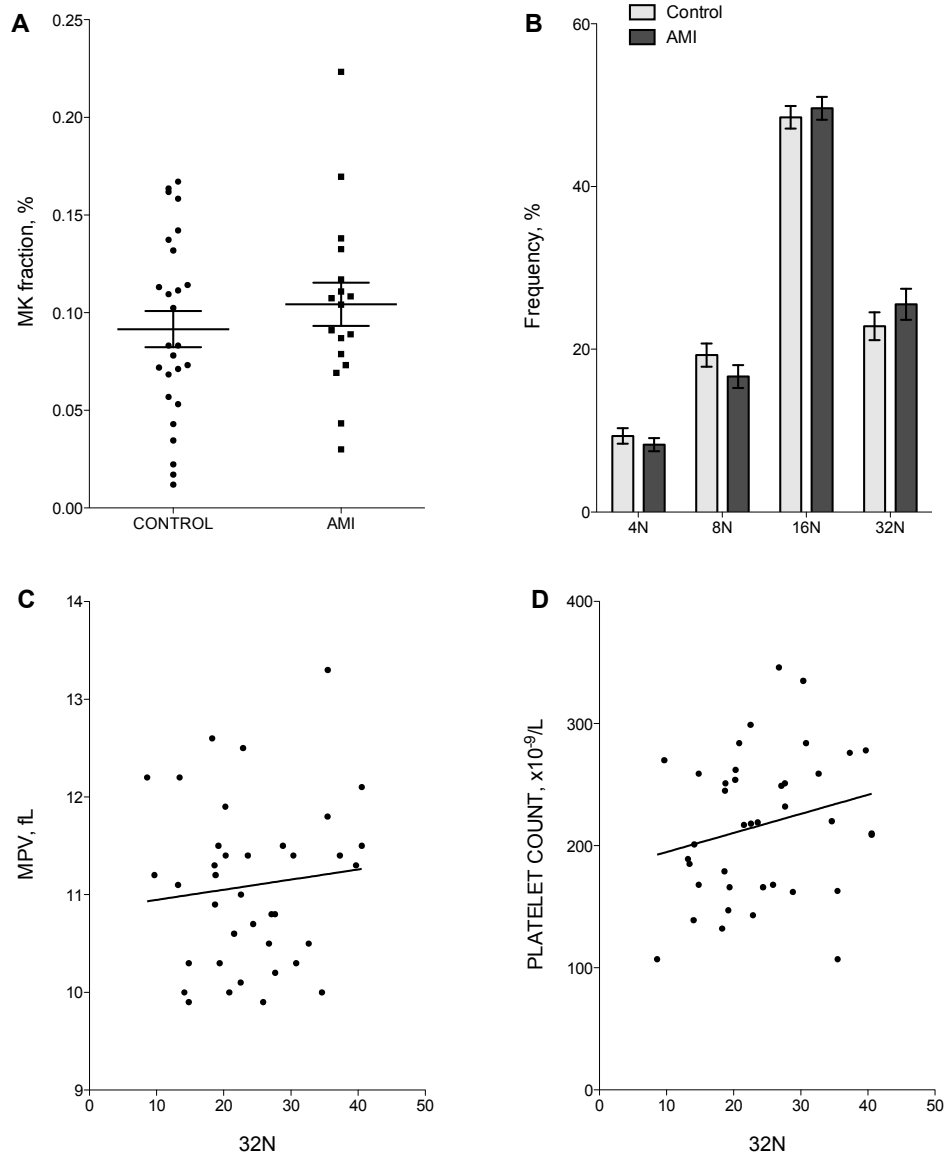 A
MK fraction, %
0.25
0.20
0.15
0.10
0.05
0.00
CONTROL AMI
B
Control
AMI
Frequency, %
60
40
20
0
4N 8N 16N 32N
C
MPV, fL
14
13
12
11
10
9
0 10 20 30 40 50
32N
D
PLATELET COUNT, x10⁻⁹/L
400
300
200
100
0
0 10 20 30 40 50
32N